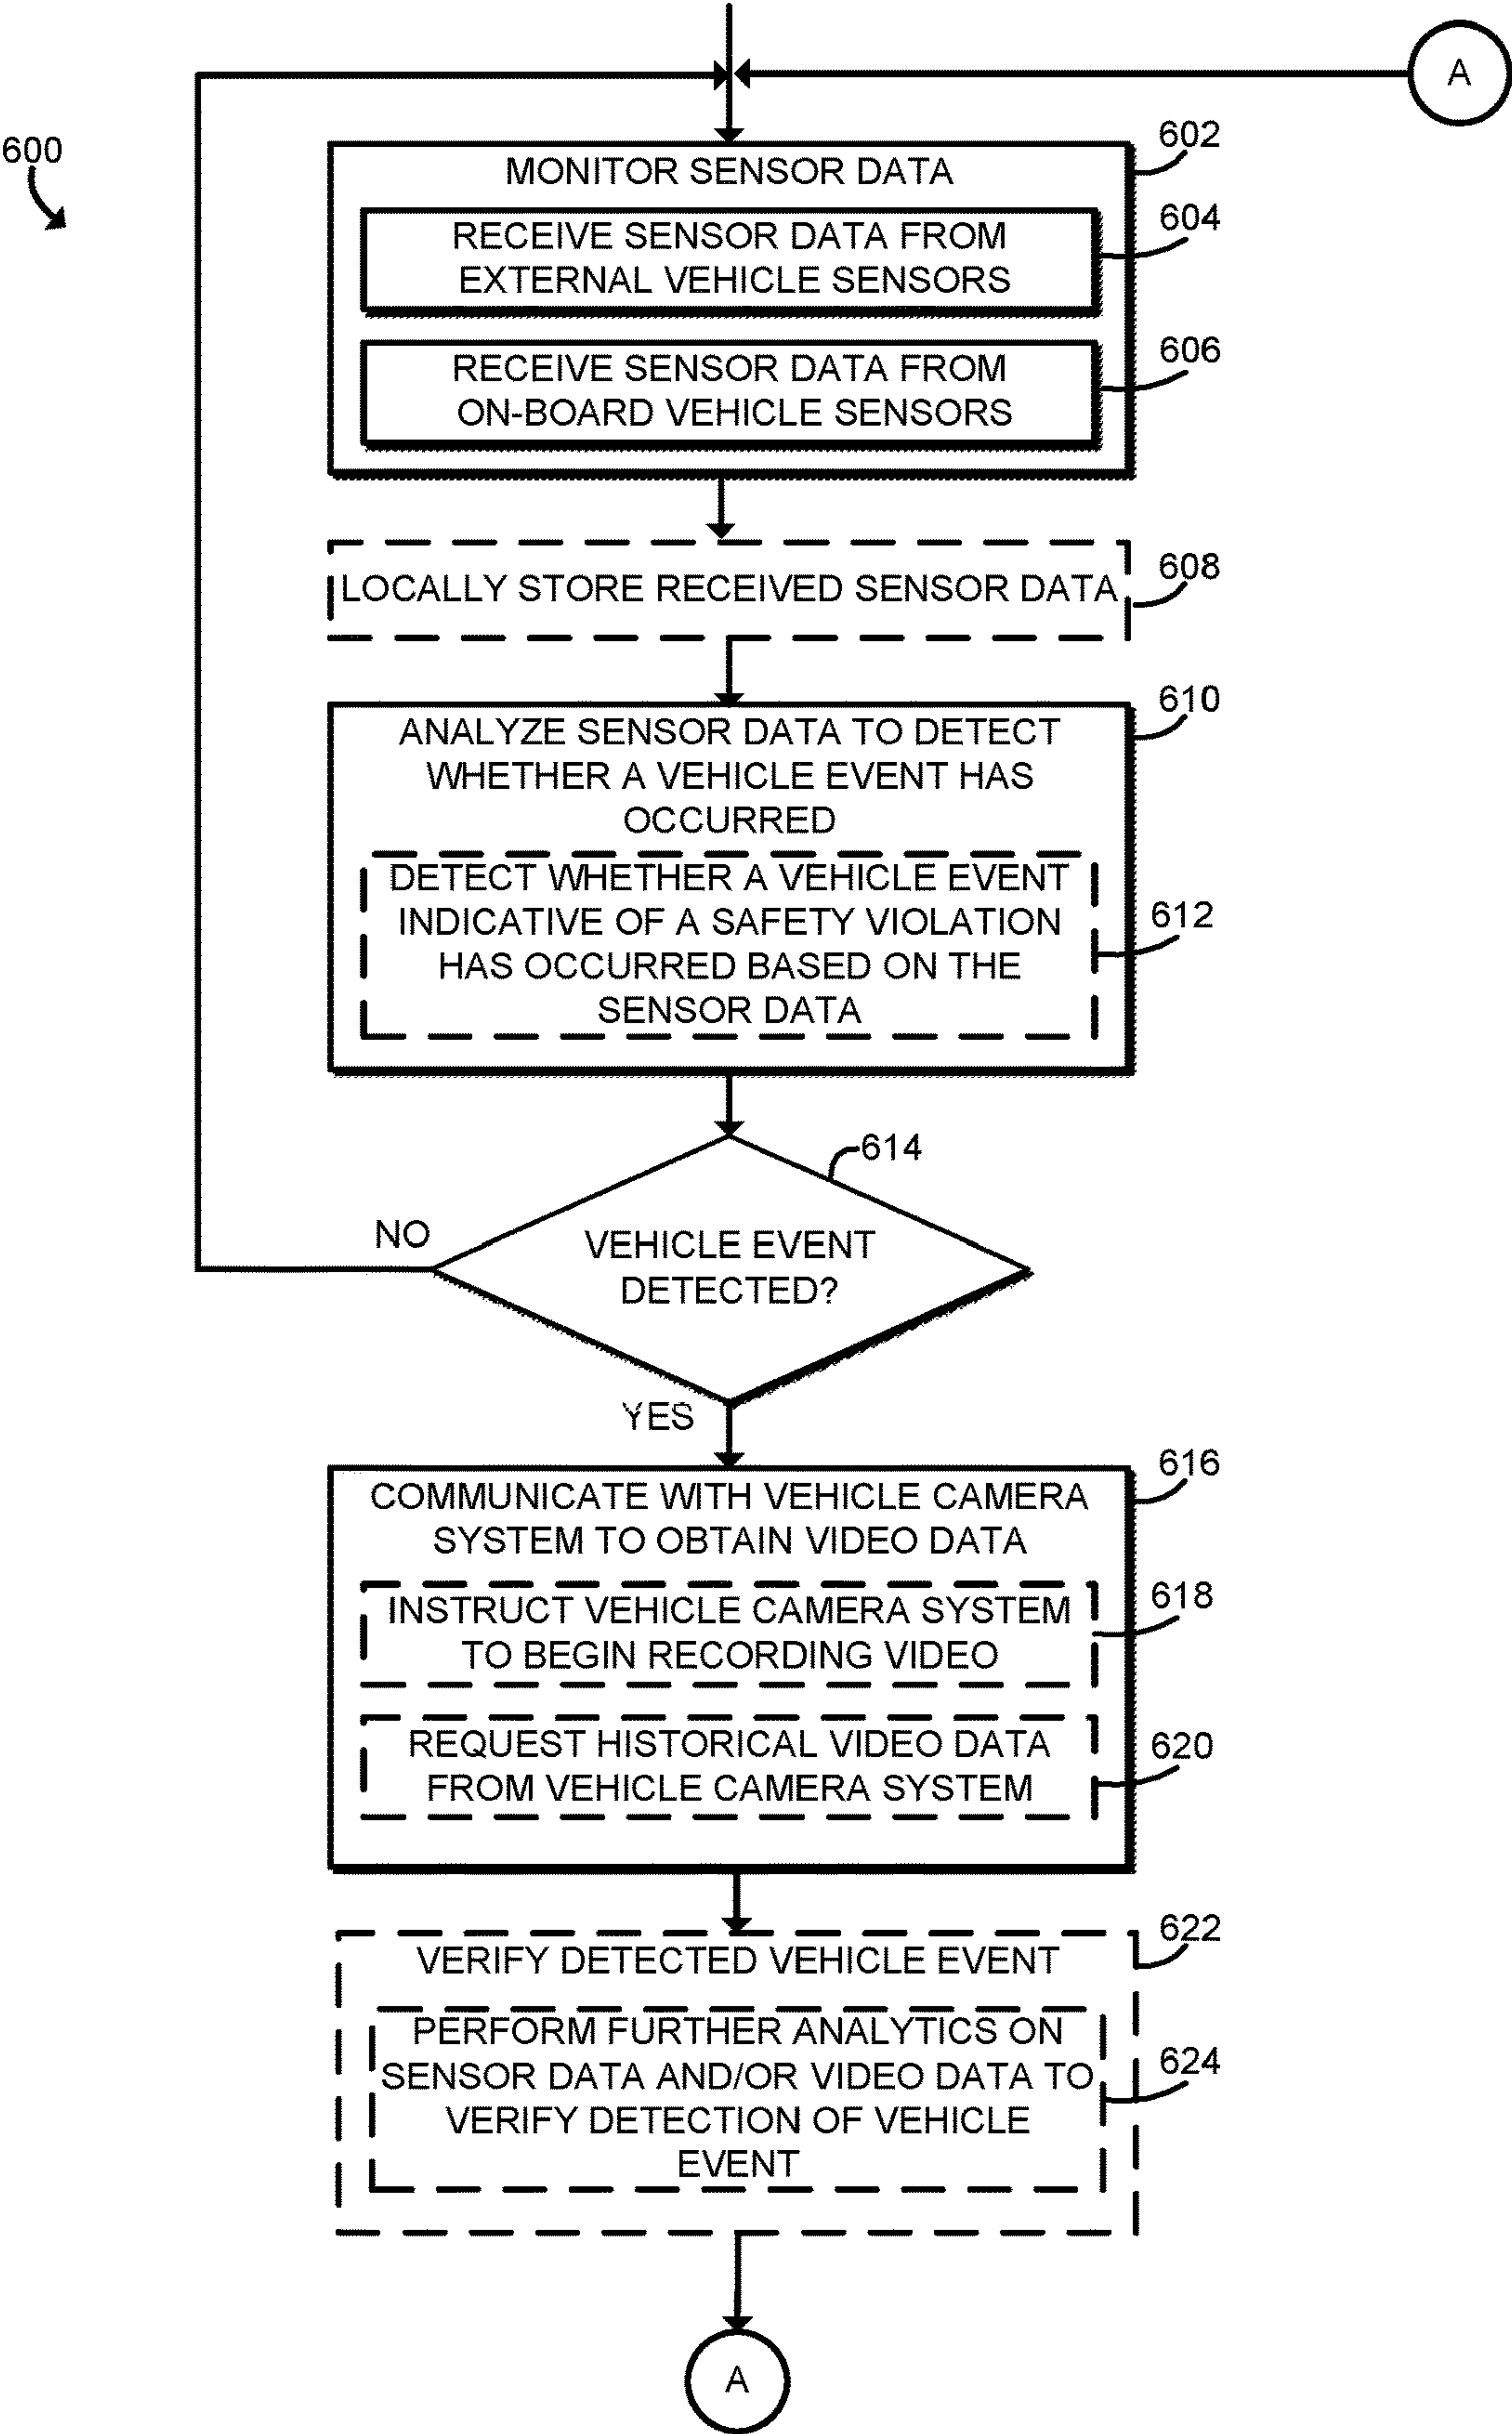 A
600
602
MONITOR SENSOR DATA
604
RECEIVE SENSOR DATA FROM
EXTERNAL VEHICLE SENSORS
606
RECEIVE SENSOR DATA FROM
ON-BOARD VEHICLE SENSORS
608
LOCALLY STORE RECEIVED SENSOR DATA
610
ANALYZE SENSOR DATA TO DETECT
WHETHER A VEHICLE EVENT HAS
OCCURRED
DETECT WHETHER A VEHICLE EVENT
612
INDICATIVE OF A SAFETY VIOLATION
HAS OCCURRED BASED ON THE
SENSOR DATA
614
NO
VEHICLE EVENT
DETECTED?
YES
616
COMMUNICATE WITH VEHICLE CAMERA
SYSTEM TO OBTAIN VIDEO DATA
618
INSTRUCT VEHICLE CAMERA SYSTEM
TO BEGIN RECORDING VIDEO
620
REQUEST HISTORICAL VIDEO DATA
FROM VEHICLE CAMERA SYSTEM
622
VERIFY DETECTED VEHICLE EVENT
PERFORM FURTHER ANALYTICS ON
624
SENSOR DATA AND/OR VIDEO DATA TO
VERIFY DETECTION OF VEHICLE
EVENT
A